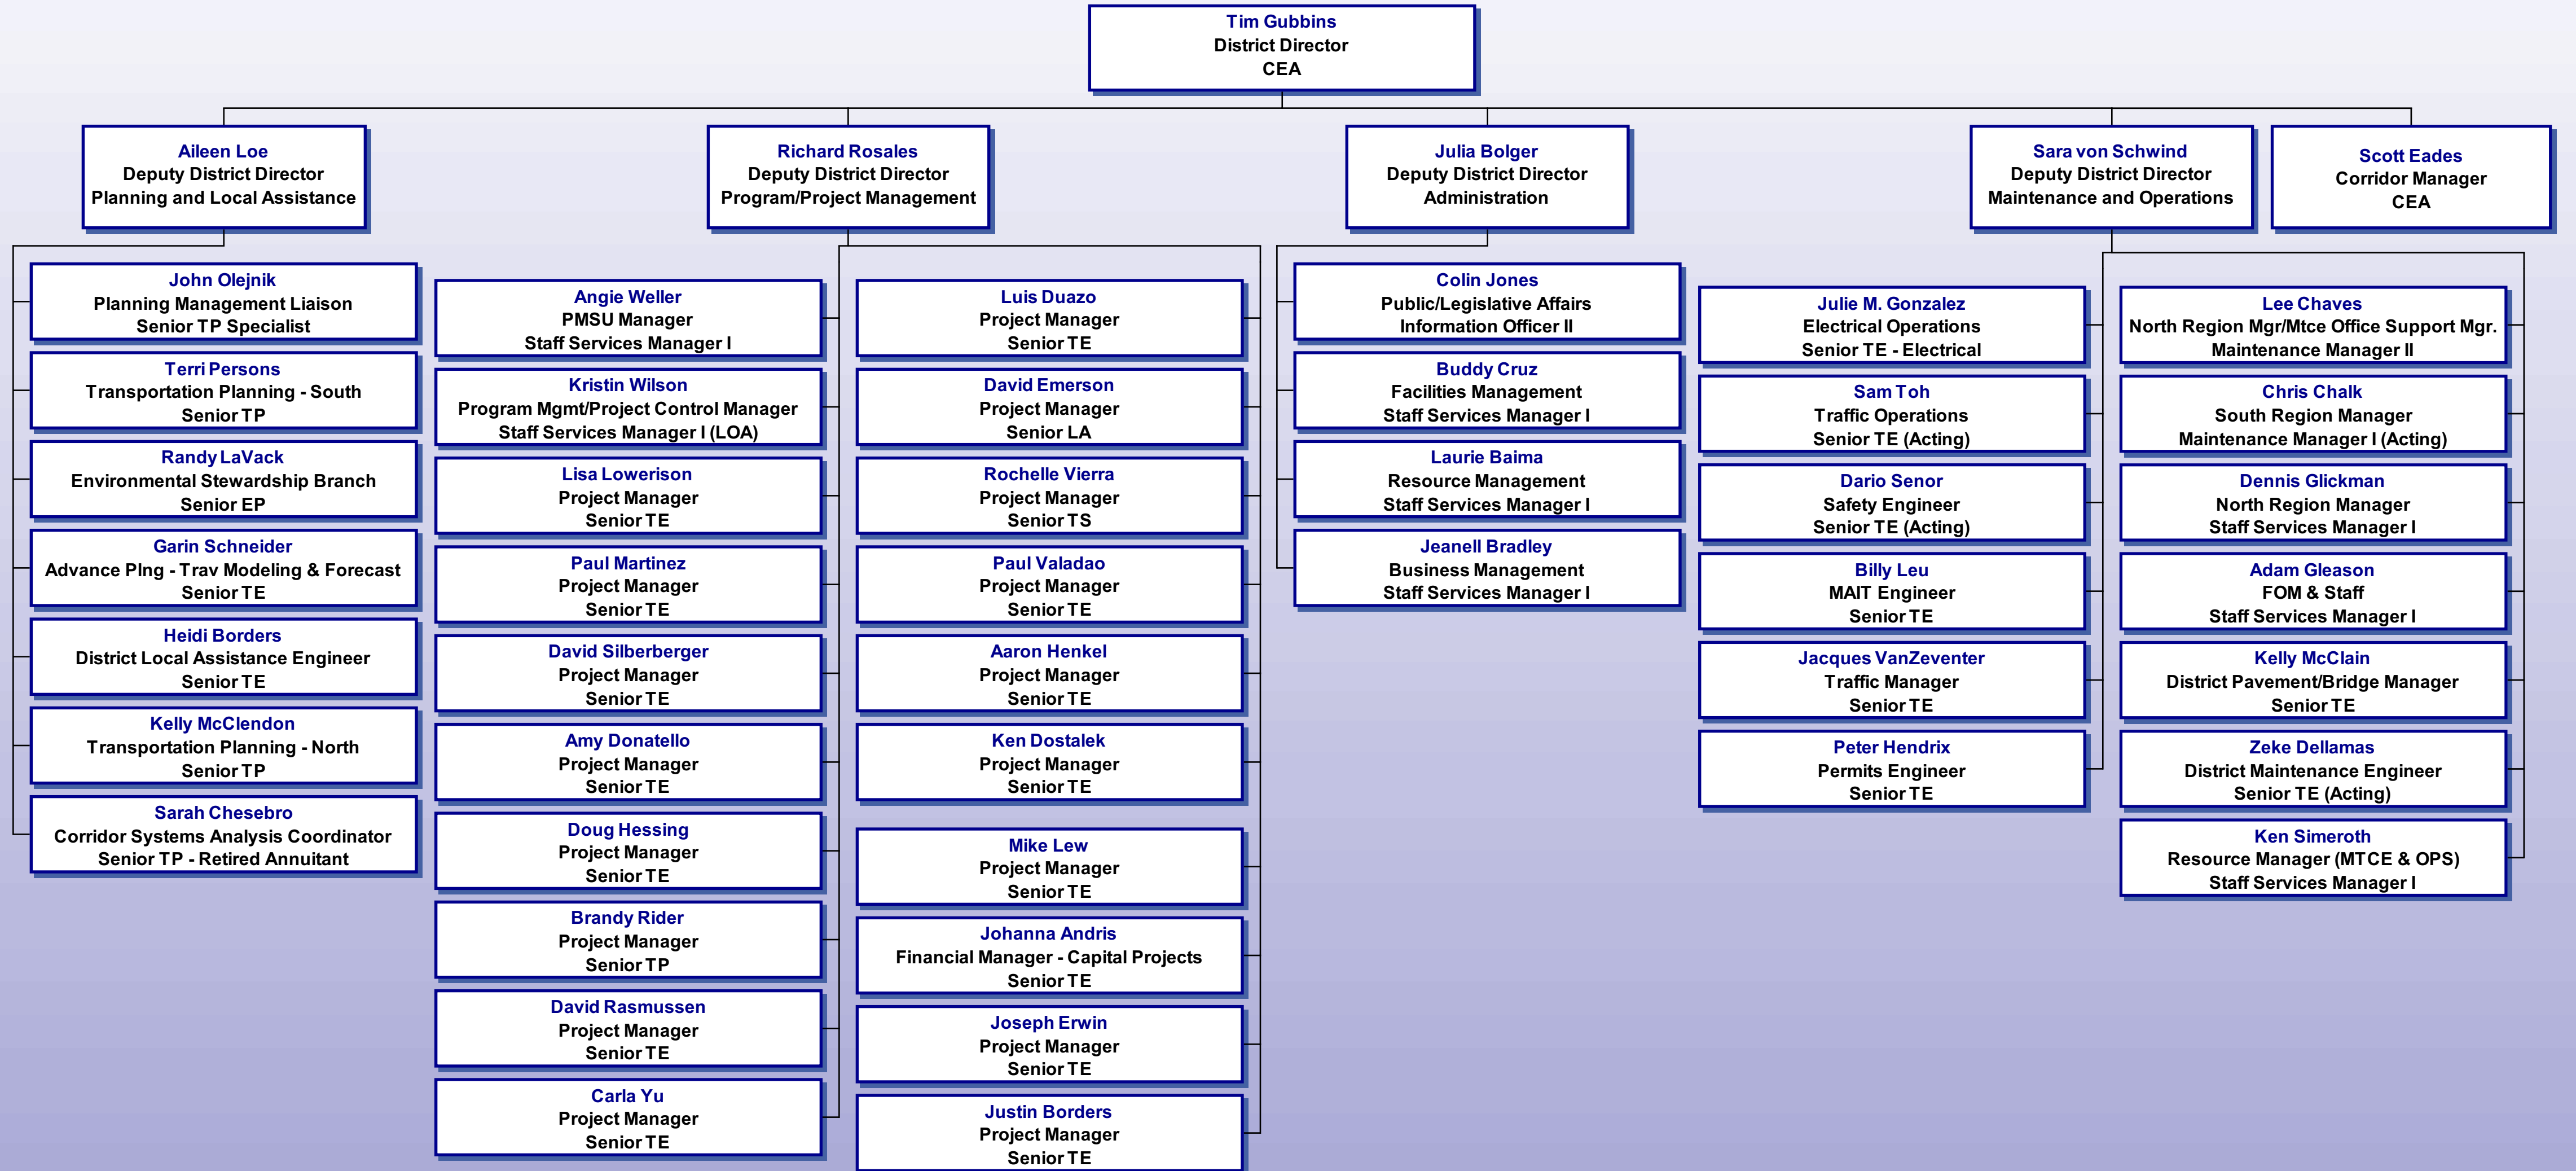 Tim Gubbins
District Director
CEA
Aileen Loe
Deputy District Director
Planning and Local Assistance
Richard Rosales
Deputy District Director
Program/Project Management
Julia Bolger
Deputy District Director
Administration
Sara von Schwind
Deputy District Director
Maintenance and Operations
Scott Eades
Corridor Manager
CEA
John Olejnik
Planning Management Liaison
Senior TP Specialist
Terri Persons
Transportation Planning - South
Senior TP
Randy LaVack
Environmental Stewardship Branch
Senior EP
Garin Schneider
Advance Plng - Trav Modeling & Forecast
Senior TE
Heidi Borders
District Local Assistance Engineer
Senior TE
Kelly McClendon
Transportation Planning - North
Senior TP
Sarah Chesebro
Corridor Systems Analysis Coordinator
Senior TP - Retired Annuitant
Angie Weller
PMSU Manager
Staff Services Manager I
Kristin Wilson
Program Mgmt/Project Control Manager
Staff Services Manager I (LOA)
Lisa Lowerison
Project Manager
Senior TE
Paul Martinez
Project Manager
Senior TE
David Silberberger
Project Manager
Senior TE
Amy Donatello
Project Manager
Senior TE
Doug Hessing
Project Manager
Senior TE
Brandy Rider
Project Manager
Senior TP
David Rasmussen
Project Manager
Senior TE
Carla Yu
Project Manager
Senior TE
Luis Duazo
Project Manager
Senior TE
David Emerson
Project Manager
Senior LA
Rochelle Vierra
Project Manager
Senior TS
Paul Valadao
Project Manager
Senior TE
Aaron Henkel
Project Manager
Senior TE
Ken Dostalek
Project Manager
Senior TE
Mike Lew
Project Manager
Senior TE
Johanna Andris
Financial Manager - Capital Projects
Senior TE
Joseph Erwin
Project Manager
Senior TE
Justin Borders
Project Manager
Senior TE
Colin Jones
Public/Legislative Affairs
Information Officer II
Buddy Cruz
Facilities Management
Staff Services Manager I
Laurie Baima
Resource Management
Staff Services Manager I
Jeanell Bradley
Business Management
Staff Services Manager I
Julie M. Gonzalez
Electrical Operations
Senior TE - Electrical
Sam Toh
Traffic Operations
Senior TE (Acting)
Dario Senor
Safety Engineer
Senior TE (Acting)
Billy Leu
MAIT Engineer
Senior TE
Jacques VanZeventer
Traffic Manager
Senior TE
Peter Hendrix
Permits Engineer
Senior TE
Lee Chaves
North Region Mgr/Mtce Office Support Mgr.
Maintenance Manager II
Chris Chalk
South Region Manager
Maintenance Manager I (Acting)
Dennis Glickman
North Region Manager
Staff Services Manager I
Adam Gleason
FOM & Staff
Staff Services Manager I
Kelly McClain
District Pavement/Bridge Manager
Senior TE
Zeke Dellamas
District Maintenance Engineer
Senior TE (Acting)
Ken Simeroth
Resource Manager (MTCE & OPS)
Staff Services Manager I